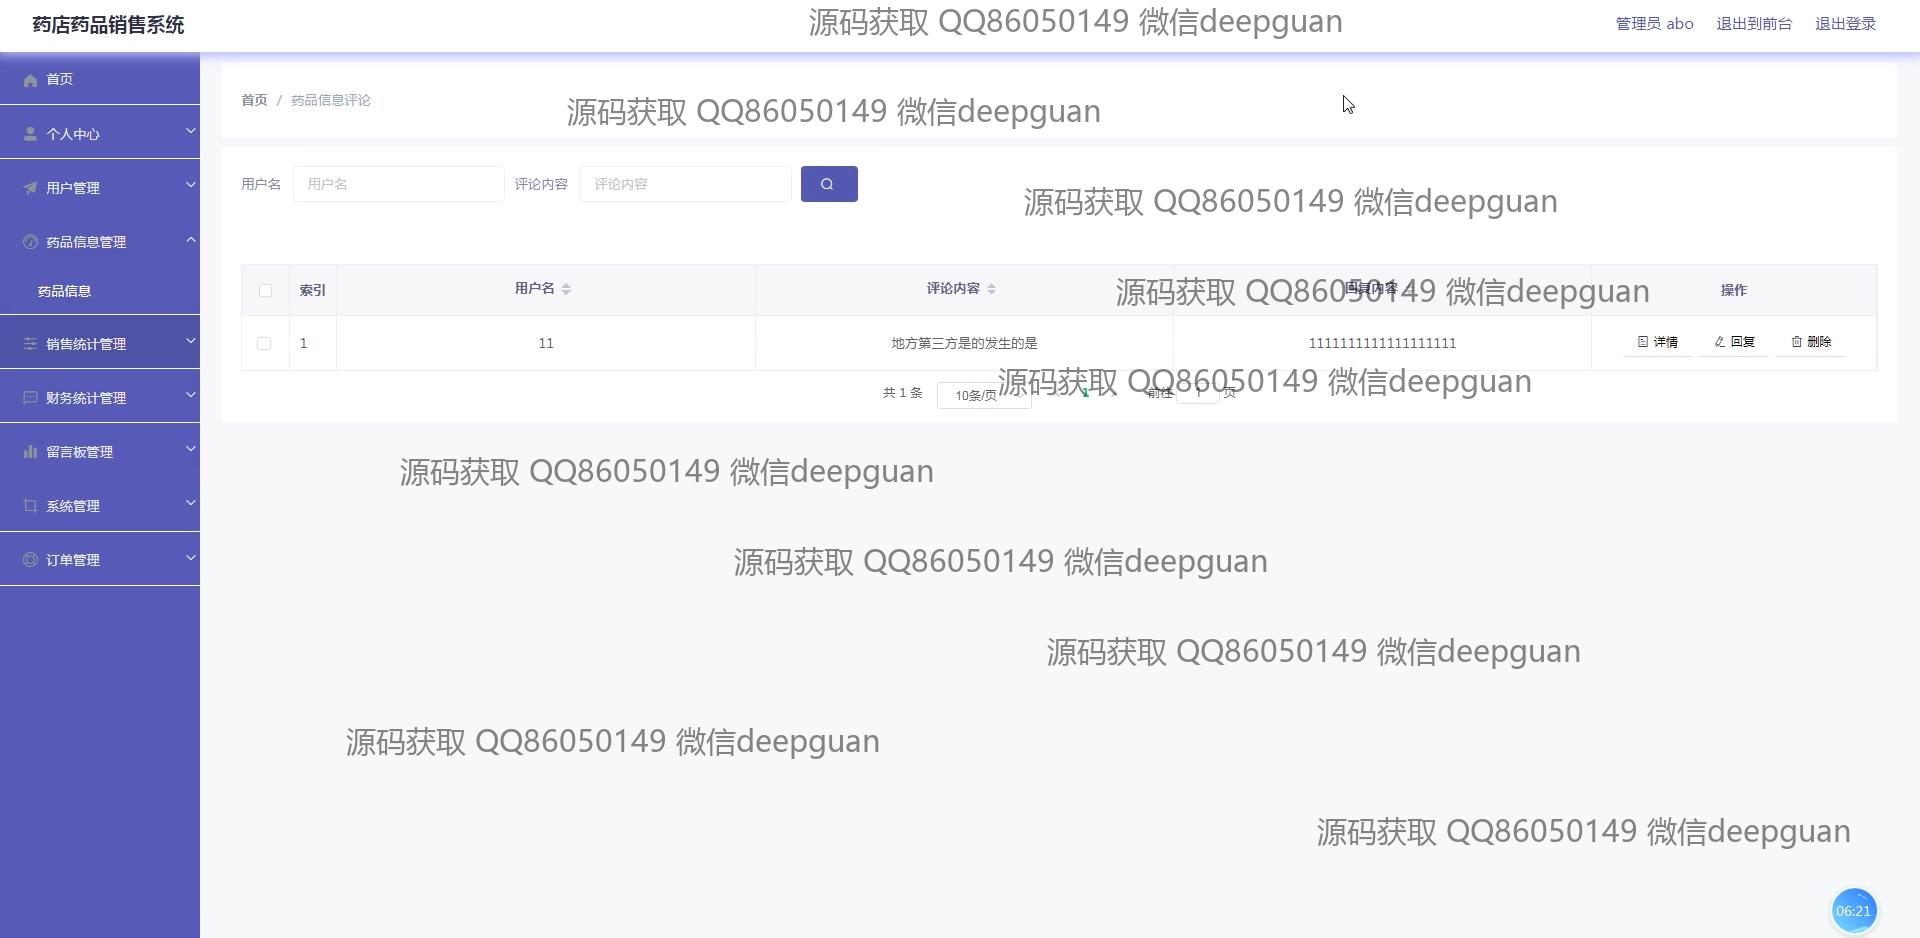 药店药品销售系统
源码获取 QQ86050149 微信deepguan
管理员 abo 退出到前台 退出登录
首页
个人中心
用户管理
药品信息管理
药品信息
销售统计管理
财务统计管理
留言板管理
系统管理
订单管理
首页 / 药品信息评论
源码获取 QQ86050149 微信deepguan
用户名 用户名 评论内容 评论内容
源码获取 QQ86050149 微信deepguan
索引 用户名 评论内容 回复内容 操作
源码获取 QQ86050149 微信deepguan
1 11 地方第三方是的发生的是 1111111111111111111 详情 回复 删除
共 1 条 10条/页 1 前往 1 页
源码获取 QQ86050149 微信deepguan
源码获取 QQ86050149 微信deepguan
源码获取 QQ86050149 微信deepguan
源码获取 QQ86050149 微信deepguan
源码获取 QQ86050149 微信deepguan
源码获取 QQ86050149 微信deepguan
06:21